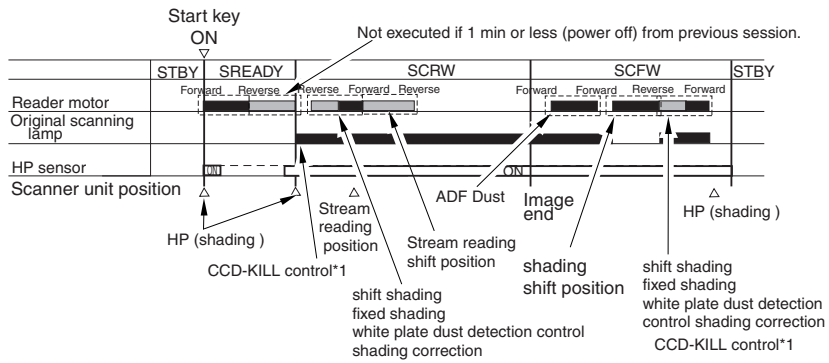 Start key
ON
Not executed if 1 min or less (power off) from previous session.
STBY SREADY SCRW SCFW STBY
Forward Reverse Reverse Forward Reverse Forward Forward Reverse Forward
Reader motor
Original scanning
lamp
HP sensor ON ON
Scanner unit position
HP (shading )
CCD-KILL control*1
Stream
reading
position
Stream reading
shift position
shift shading
fixed shading
white plate dust detection control
shading correction
ADF Dust
Image
end
shading
shift position
HP (shading )
shift shading
fixed shading
white plate dust detection
control shading correction
CCD-KILL control*1